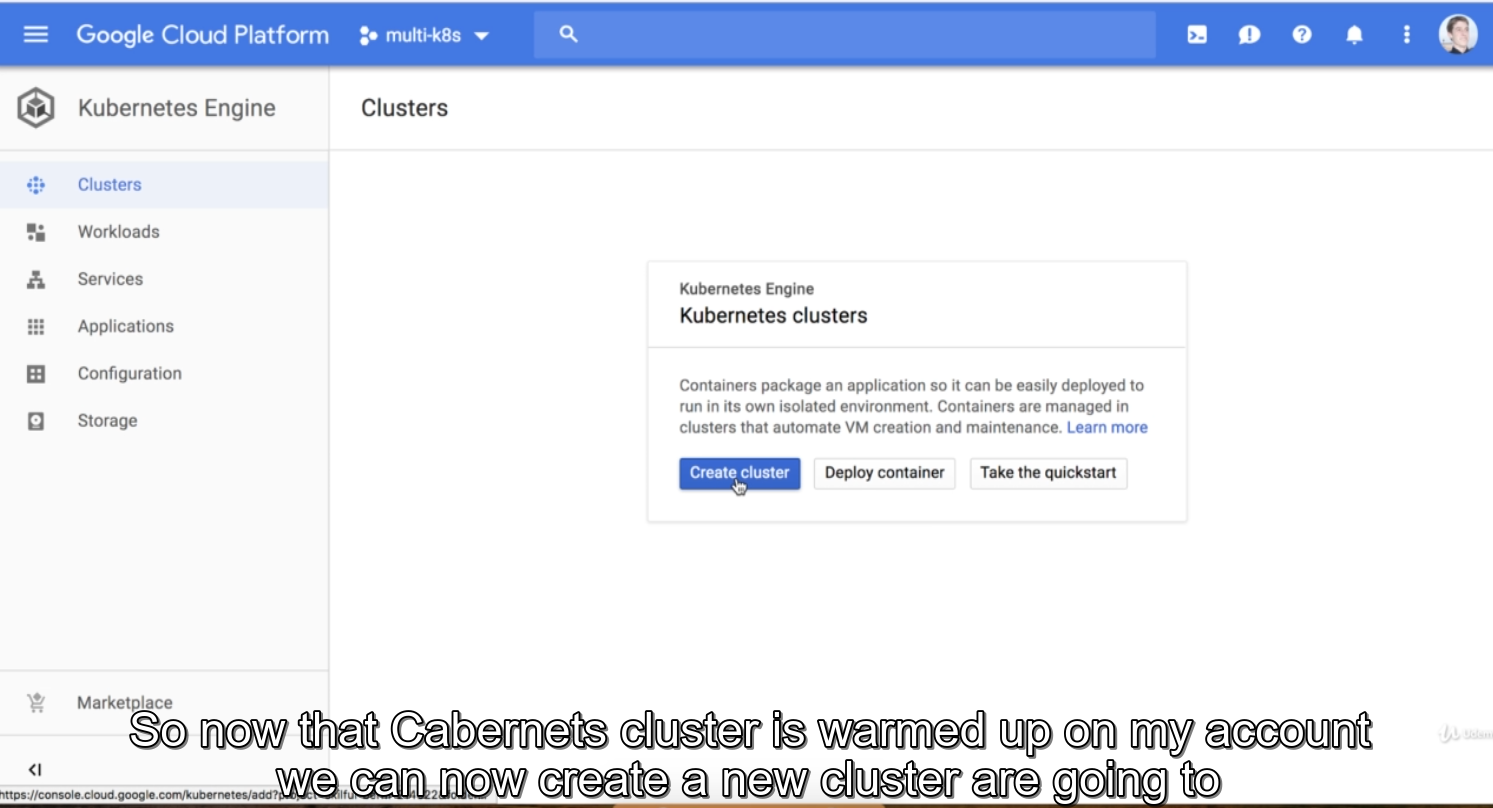 Google Cloud Platform
multi-k8s
Kubernetes Engine
Clusters
Clusters
Workloads
Services
Applications
Configuration
Storage
Kubernetes Engine
Kubernetes clusters
Containers package an application so it can be easily deployed to
run in its own isolated environment. Containers are managed in
clusters that automate VM creation and maintenance. Learn more
Create cluster
Deploy container
Take the quickstart
Marketplace
So now that Cabernets cluster is warmed up on my account
we can now create a new cluster are going to
https://console.cloud.google.com/kubernetes/add?